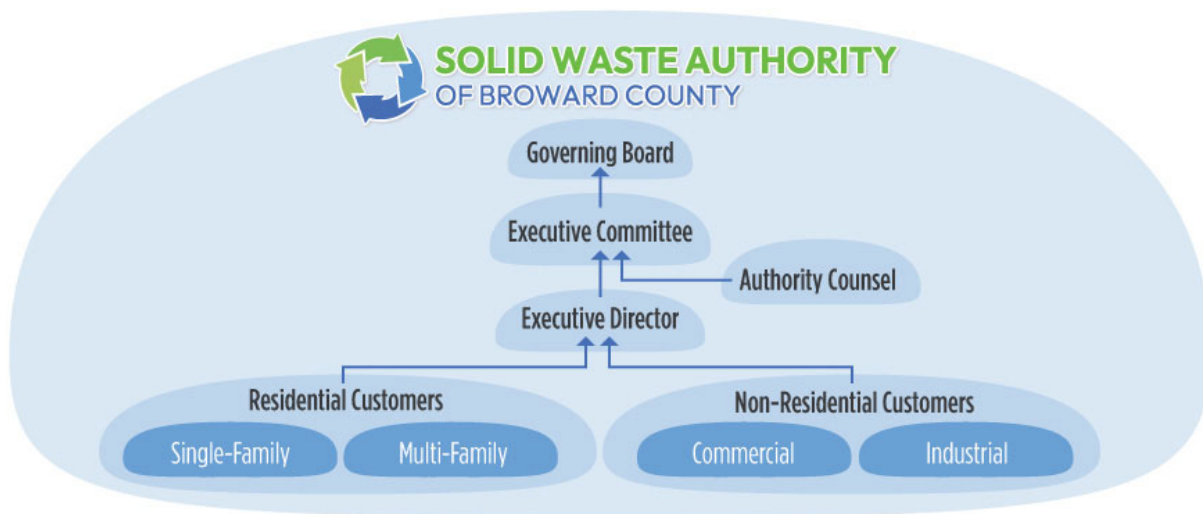 SOLID WASTE AUTHORITY
OF BROWARD COUNTY
Governing Board
Executive Committee
Authority Counsel
Executive Director
Residential Customers
Non-Residential Customers
Single-Family
Multi-Family
Commercial
Industrial